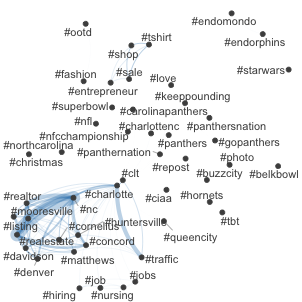 #endomondo
#ootd
#tshirt
#endorphins
#shop
#starwars
#fashion
#sale
#love
#entrepreneur
#keeppounding
#superbowl
#carolinapanthers
#nfl
#charlottenc
#panthersnation
#nfcchampionship
#northcarolina
#panthers
#gopanthers
#christmas
#panthernation
#repost
#photo
#clt
#buzzcity
#belkbowl
#realtor
#charlotte
#ciaa
#hornets
#mooresville
#nc
#tbt
#listing
#cornelius
#huntersville
#realestate
#concord
#queencity
#davidson
#matthews
#traffic
#denver
#job
#jobs
#hiring
#nursing